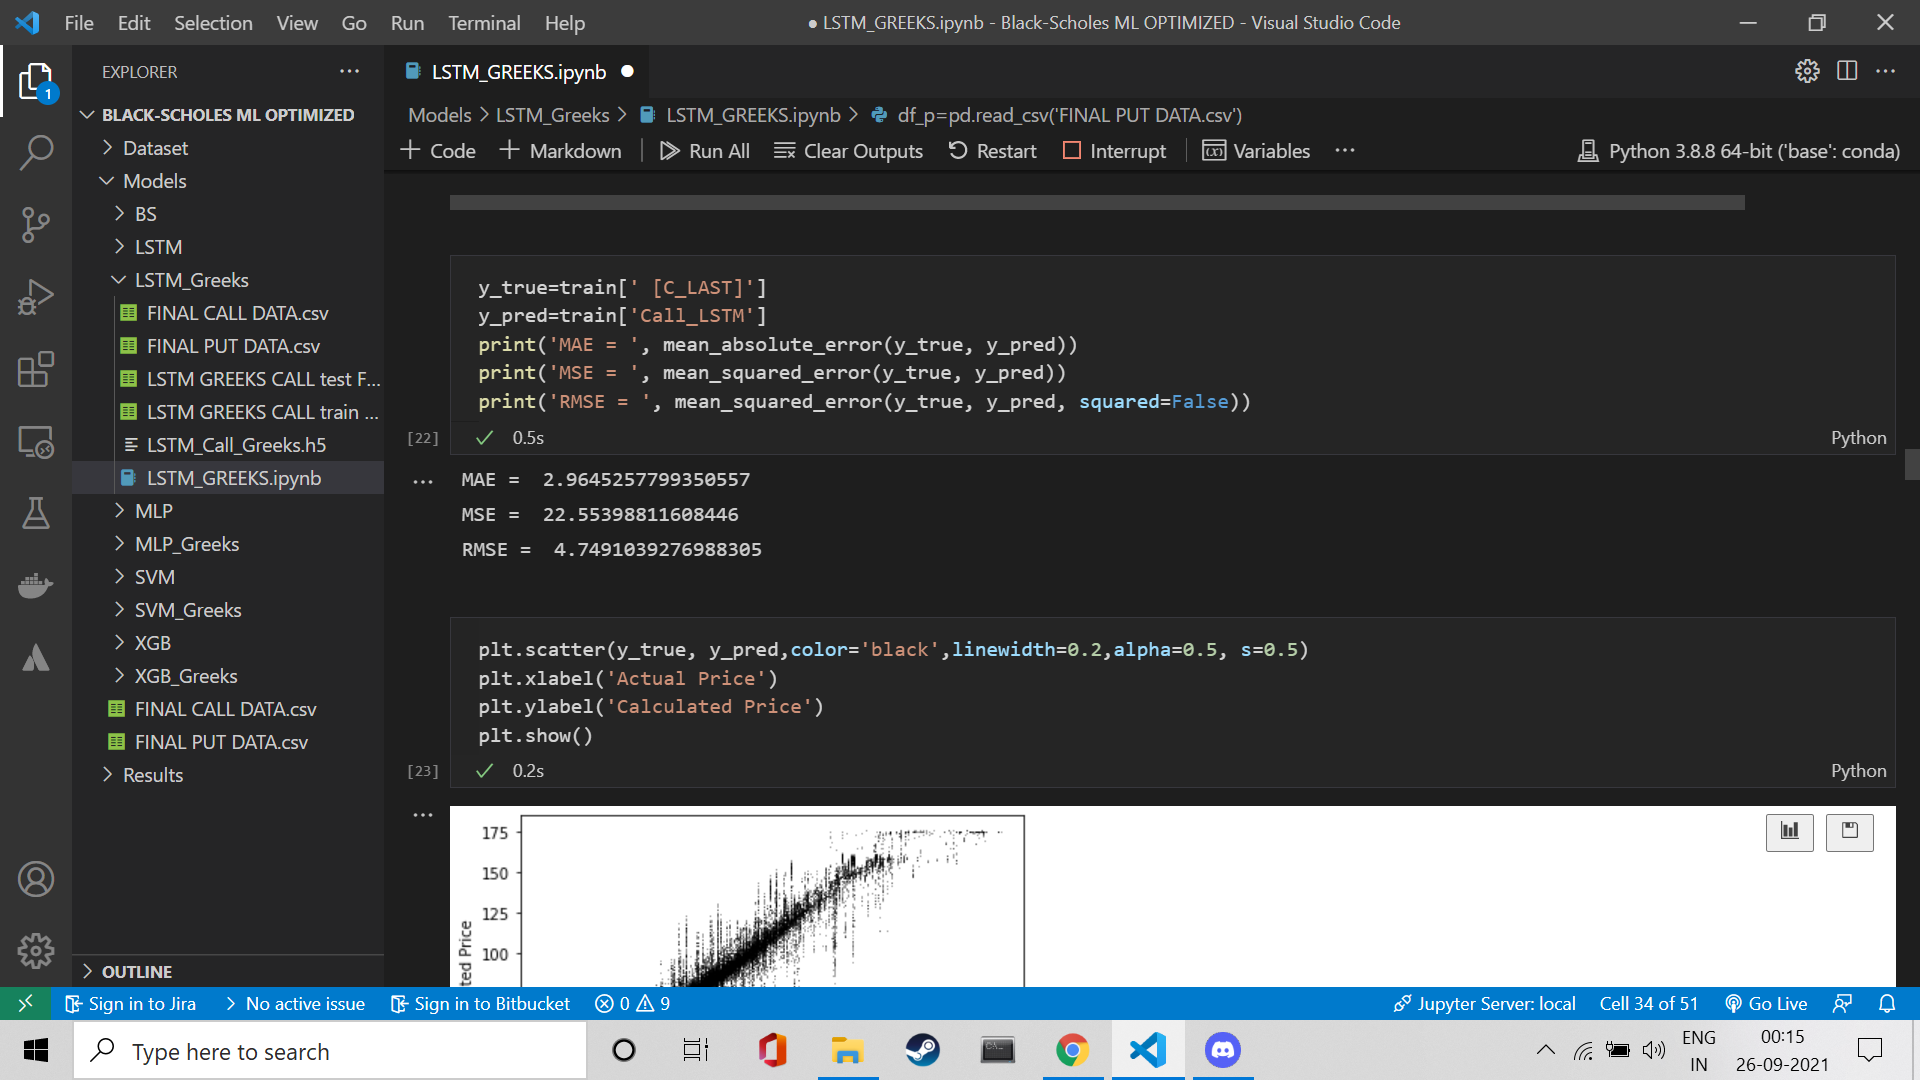 File Edit Selection View Go Run Terminal Help
● LSTM_GREEKS.ipynb - Black-Scholes ML OPTIMIZED - Visual Studio Code
1
EXPLORER
BLACK-SCHOLES ML OPTIMIZED
Dataset
Models
BS
LSTM
LSTM_Greeks
FINAL CALL DATA.csv
FINAL PUT DATA.csv
LSTM GREEKS CALL test F...
LSTM GREEKS CALL train ...
LSTM_Call_Greeks.h5
LSTM_GREEKS.ipynb
MLP
MLP_Greeks
SVM
SVM_Greeks
XGB
XGB_Greeks
FINAL CALL DATA.csv
FINAL PUT DATA.csv
Results
OUTLINE
LSTM_GREEKS.ipynb ●
Models > LSTM_Greeks > LSTM_GREEKS.ipynb > df_p=pd.read_csv('FINAL PUT DATA.csv')
+ Code + Markdown Run All Clear Outputs Restart Interrupt Variables ... Python 3.8.8 64-bit ('base': conda)
y_true=train[' [C_LAST]']
y_pred=train['Call_LSTM']
print('MAE = ', mean_absolute_error(y_true, y_pred))
print('MSE = ', mean_squared_error(y_true, y_pred))
print('RMSE = ', mean_squared_error(y_true, y_pred, squared=False))
[22] ✓ 0.5s Python
MAE =  2.9645257799350557
MSE =  22.55398811608446
RMSE =  4.7491039276988305
plt.scatter(y_true, y_pred,color='black',linewidth=0.2,alpha=0.5, s=0.5)
plt.xlabel('Actual Price')
plt.ylabel('Calculated Price')
plt.show()
[23] ✓ 0.2s Python
175
150
125
100
ted Price
Sign in to Jira > No active issue Sign in to Bitbucket 0 9 Jupyter Server: local Cell 34 of 51 Go Live
Type here to search
ENG
IN
00:15
26-09-2021